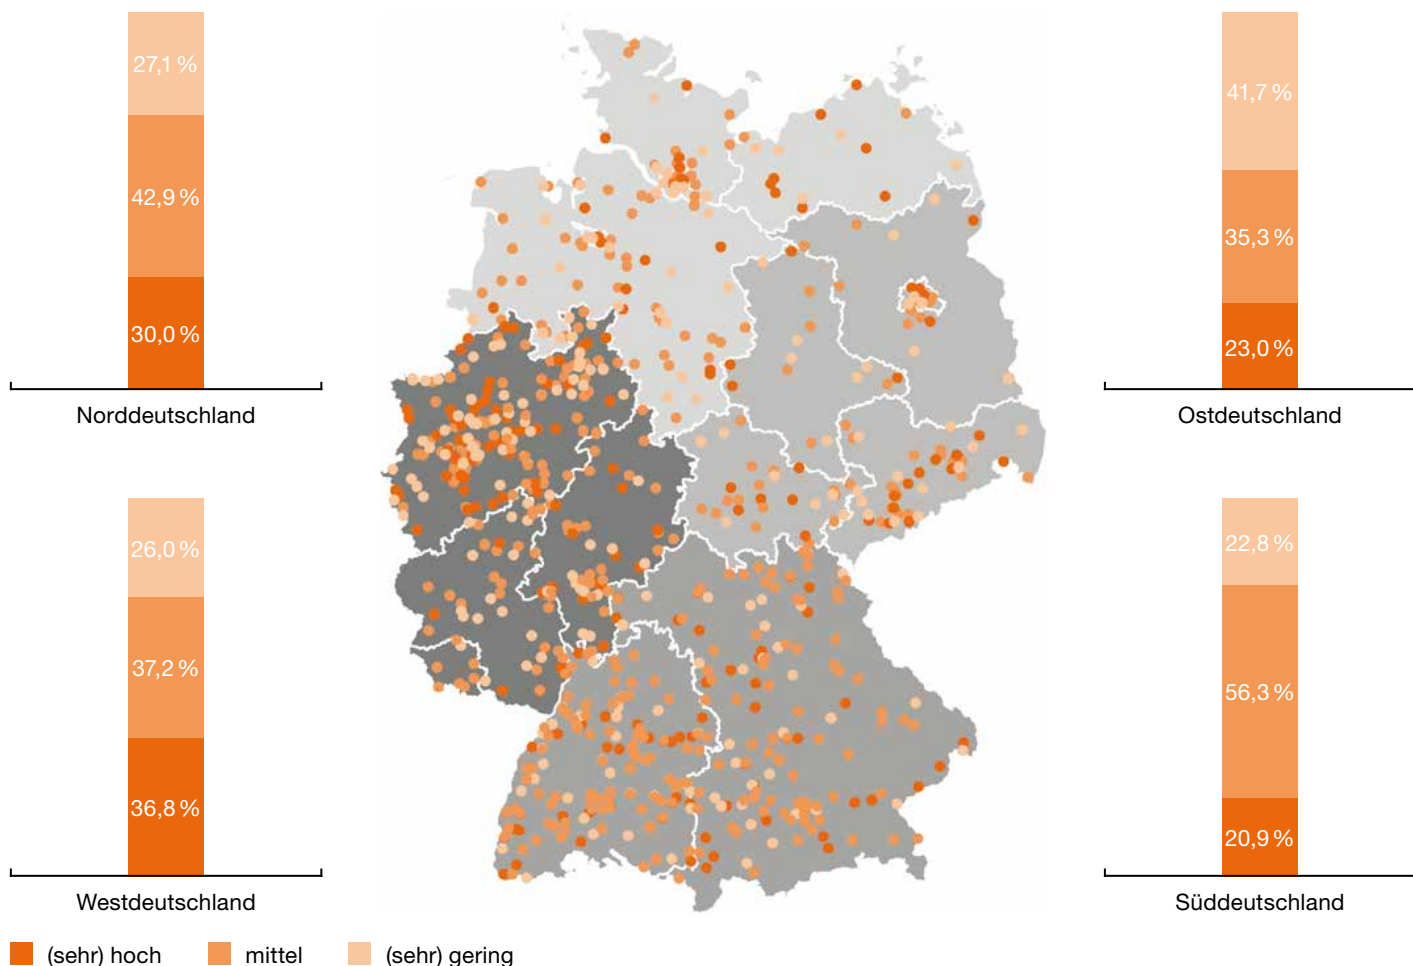 27,1 %
42,9 %
30,0 %
Norddeutschland
41,7 %
35,3 %
23,0 %
Ostdeutschland
26,0 %
37,2 %
36,8 %
Westdeutschland
22,8 %
56,3 %
20,9 %
Süddeutschland
(sehr) hoch mittel (sehr) gering